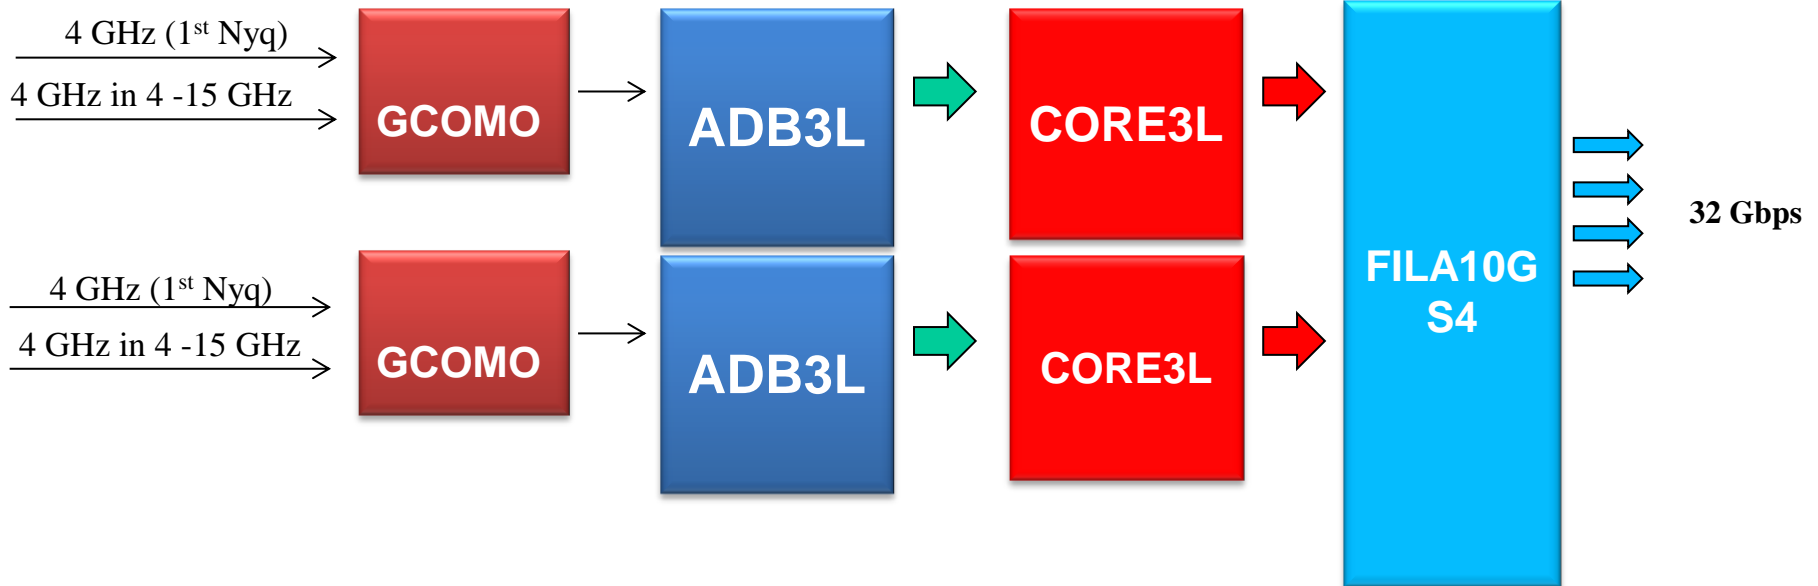 4 GHz (1st Nyq)
4 GHz in 4 -15 GHz
GCOMO
ADB3L
CORE3L
4 GHz (1st Nyq)
4 GHz in 4 -15 GHz
GCOMO
ADB3L
CORE3L
FILA10G
S4
32 Gbps